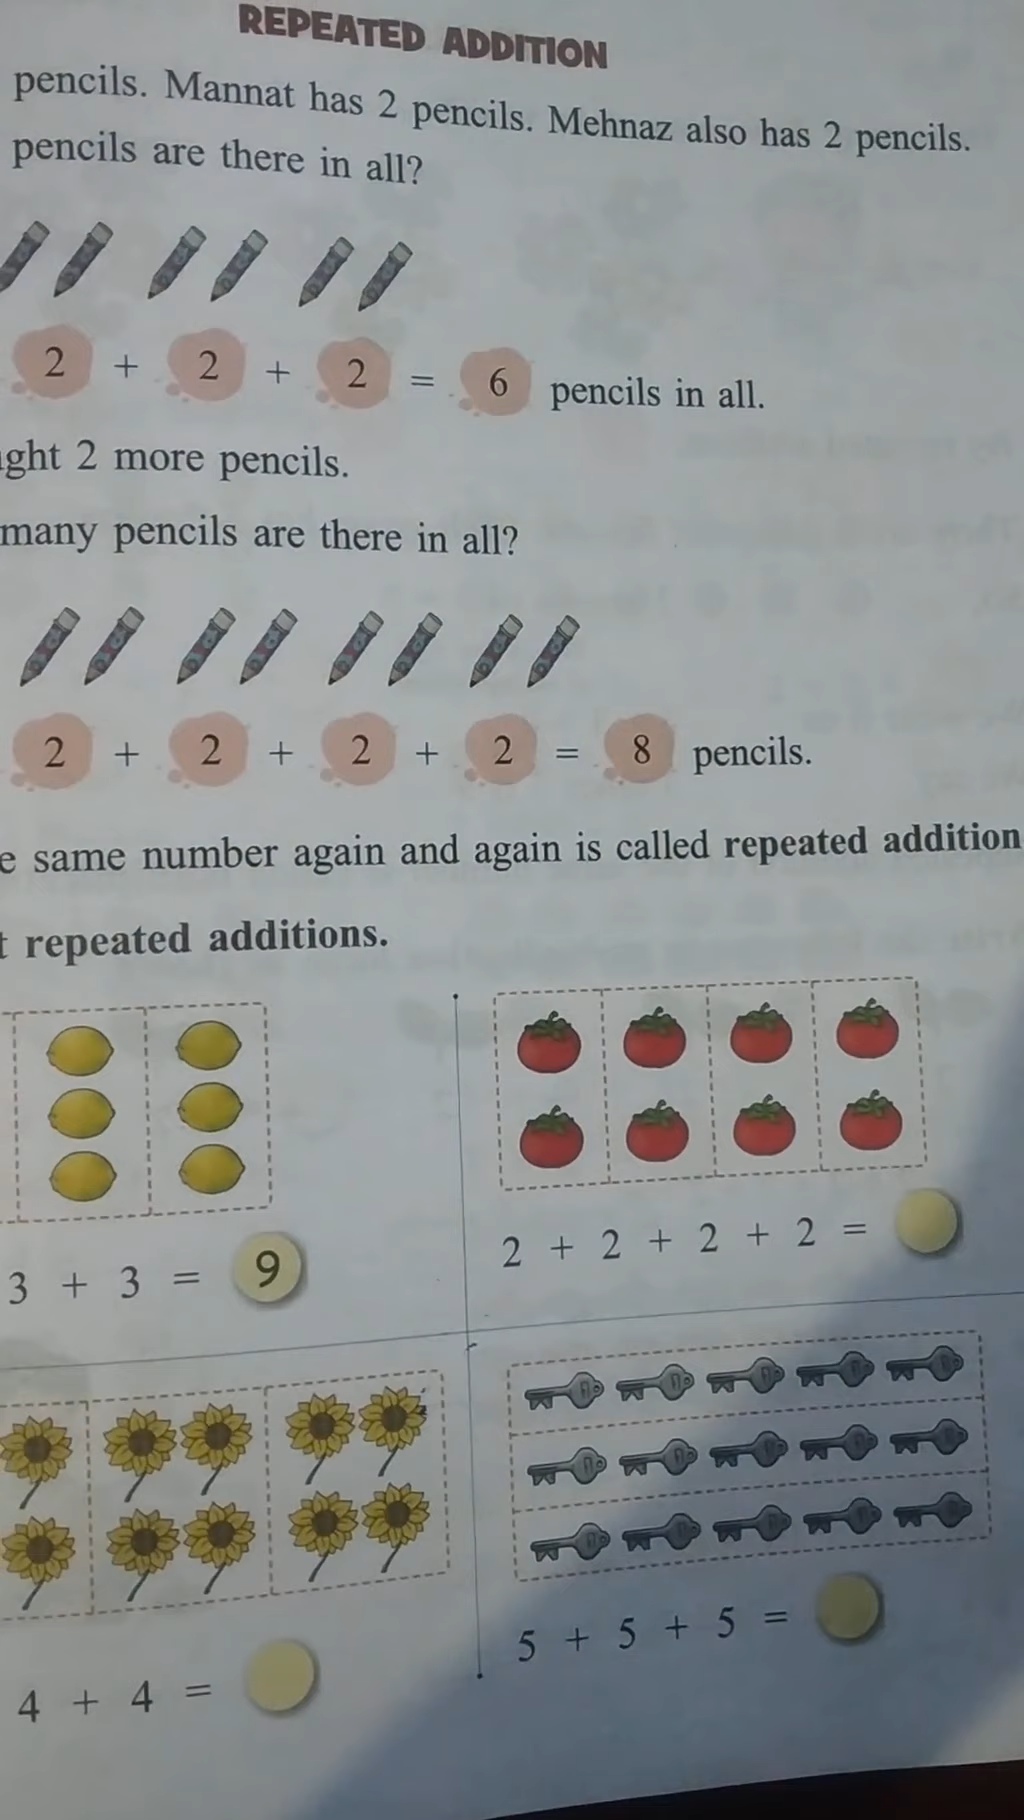 REPEATED ADDITION
pencils. Mannat has 2 pencils. Mehnaz also has 2 pencils.
pencils are there in all?
2 + 2 + 2 = 6 pencils in all.
ght 2 more pencils.
many pencils are there in all?
2 + 2 + 2 + 2 = 8 pencils.
e same number again and again is called repeated addition
t repeated additions.
3 + 3 = 9
2 + 2 + 2 + 2 =
4 + 4 =
5 + 5 + 5 =